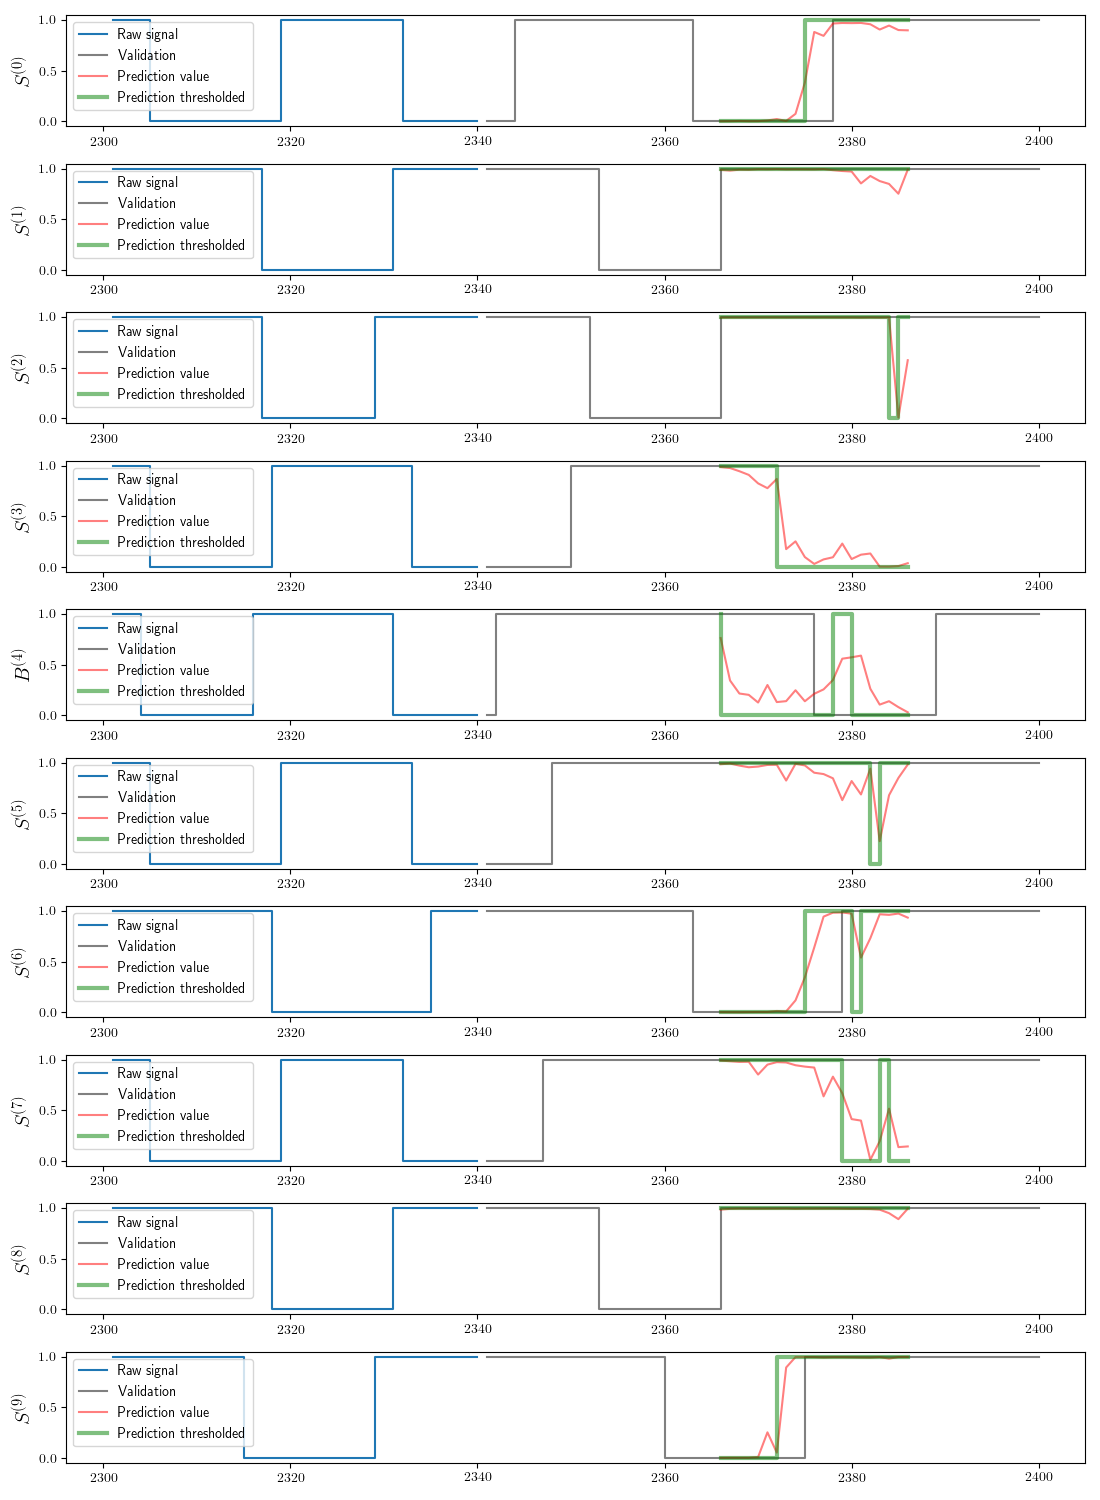 S^(0)
1.0
0.5
0.0
Raw signal
Validation
Prediction value
Prediction thresholded
2300 2320 2340 2360 2380 2400
S^(1)
1.0
0.5
0.0
Raw signal
Validation
Prediction value
Prediction thresholded
2300 2320 2340 2360 2380 2400
S^(2)
1.0
0.5
0.0
Raw signal
Validation
Prediction value
Prediction thresholded
2300 2320 2340 2360 2380 2400
S^(3)
1.0
0.5
0.0
Raw signal
Validation
Prediction value
Prediction thresholded
2300 2320 2340 2360 2380 2400
B^(4)
1.0
0.5
0.0
Raw signal
Validation
Prediction value
Prediction thresholded
2300 2320 2340 2360 2380 2400
S^(5)
1.0
0.5
0.0
Raw signal
Validation
Prediction value
Prediction thresholded
2300 2320 2340 2360 2380 2400
S^(6)
1.0
0.5
0.0
Raw signal
Validation
Prediction value
Prediction thresholded
2300 2320 2340 2360 2380 2400
S^(7)
1.0
0.5
0.0
Raw signal
Validation
Prediction value
Prediction thresholded
2300 2320 2340 2360 2380 2400
S^(8)
1.0
0.5
0.0
Raw signal
Validation
Prediction value
Prediction thresholded
2300 2320 2340 2360 2380 2400
S^(9)
1.0
0.5
0.0
Raw signal
Validation
Prediction value
Prediction thresholded
2300 2320 2340 2360 2380 2400